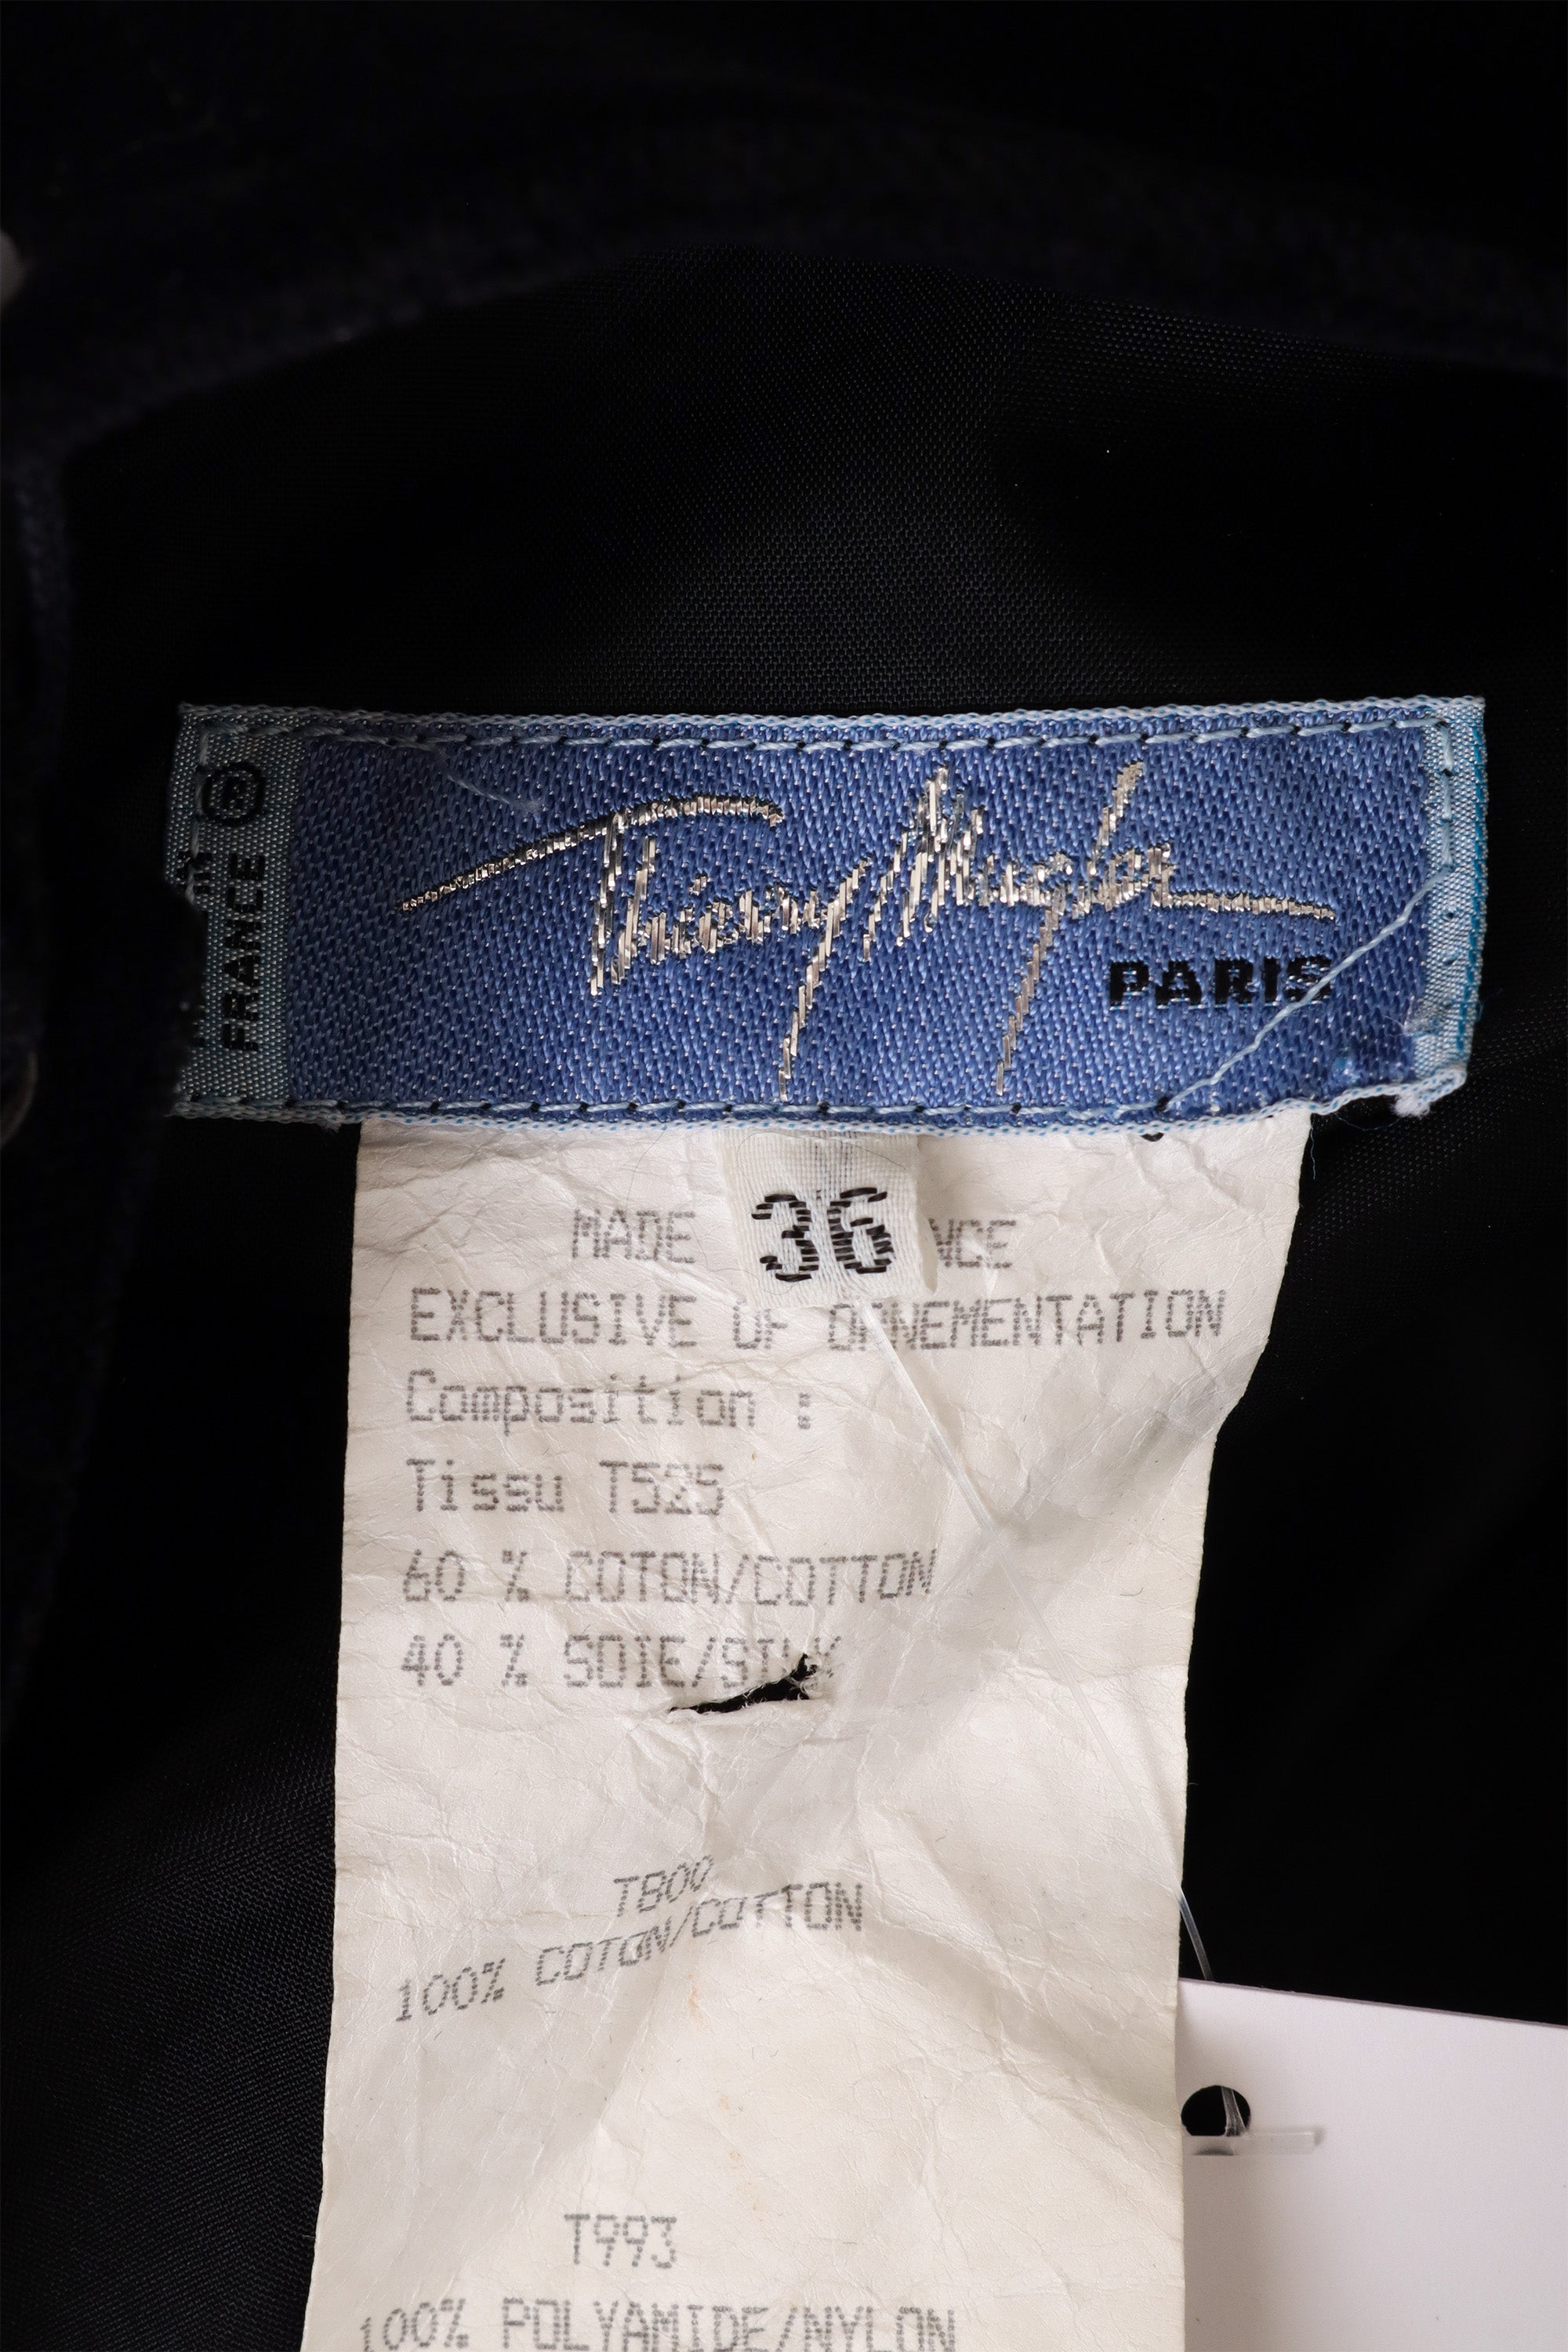 FRANCE ®
Thierry Mugler
PARIS
36
MADE NCE
EXCLUSIVE OF ORNEMENTATION
Composition :
Tissu T525
60 % COTON/COTTON
40 % SOIE/SILK
T800
100% COTON/COTTON
T993
100% POLYAMIDE/NYLON